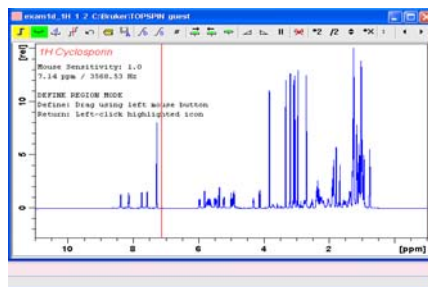 exam1d_1H 1 2 C:\Bruker\TOPSPIN guest
*2 /2 *X
[rel]
1H Cyclosporin
Mouse Sensitivity: 1.0
7.14 ppm / 3568.53 Hz
DEFINE REGION MODE
Define: Drag using left mouse button
Return: Left-click highlighted icon
10
5
0
10 8 6 4 2 [ppm]